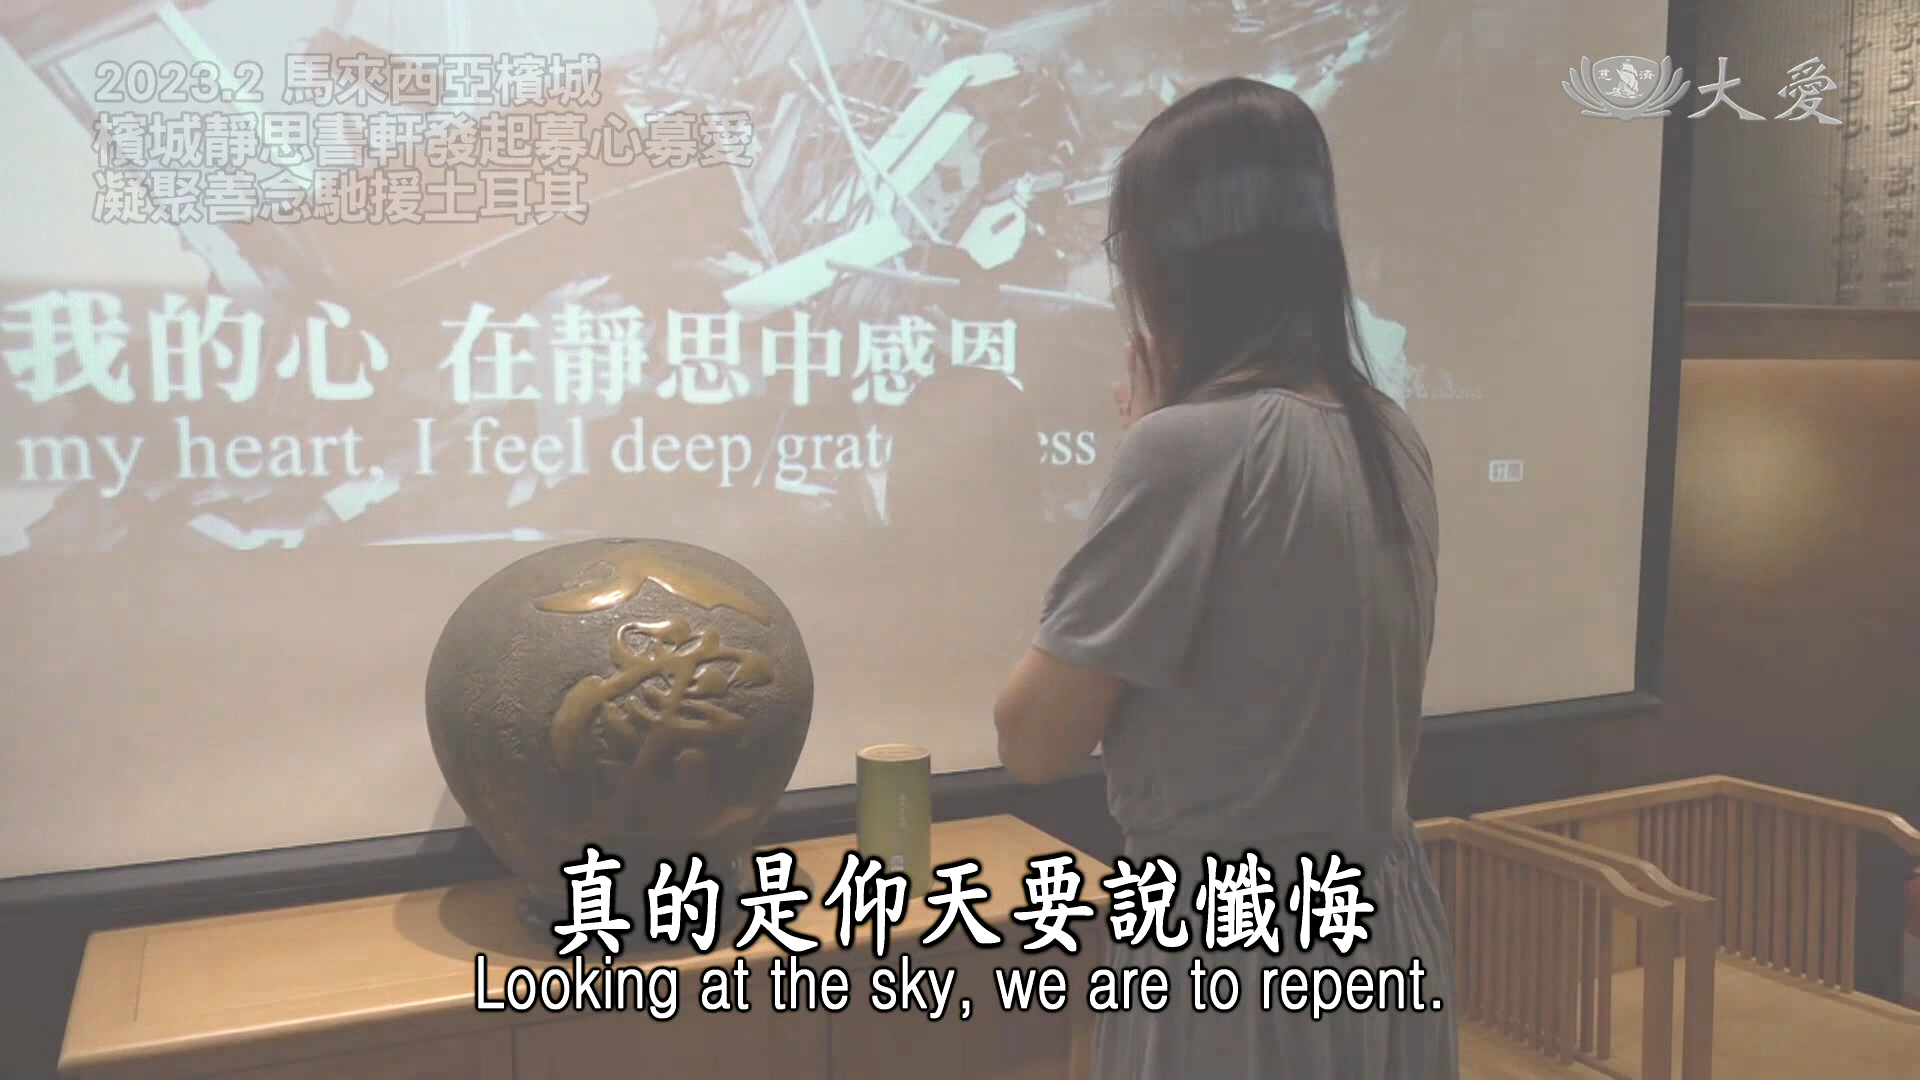 2023.2 馬來西亞檳城
檳城靜思書軒發起募心募愛
凝聚善念馳援土耳其
慈濟
大愛
我的心 在靜思中感恩
my heart, I feel deep grat
ess
真的是仰天要說懺悔
Looking at the sky, we are to repent.